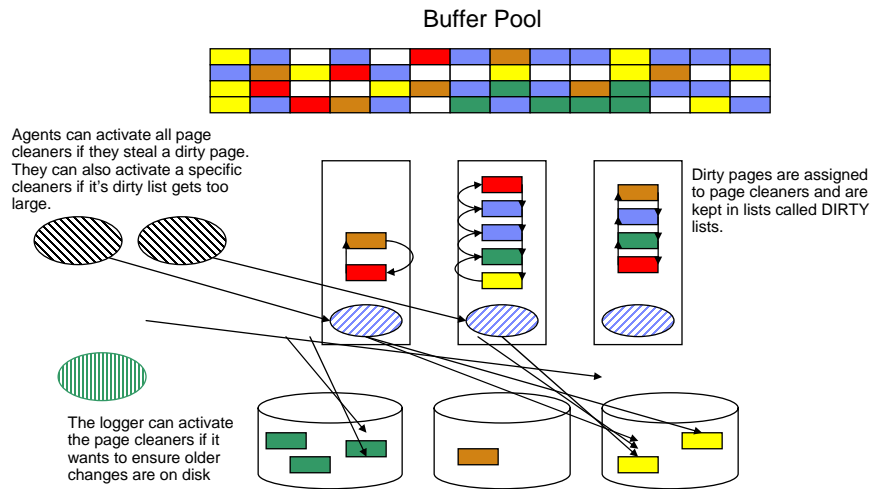 Buffer Pool
Agents can activate all page
cleaners if they steal a dirty page.
They can also activate a specific
cleaners if it's dirty list gets too
large.
Dirty pages are assigned
to page cleaners and are
kept in lists called DIRTY
lists.
The logger can activate
the page cleaners if it
wants to ensure older
changes are on disk